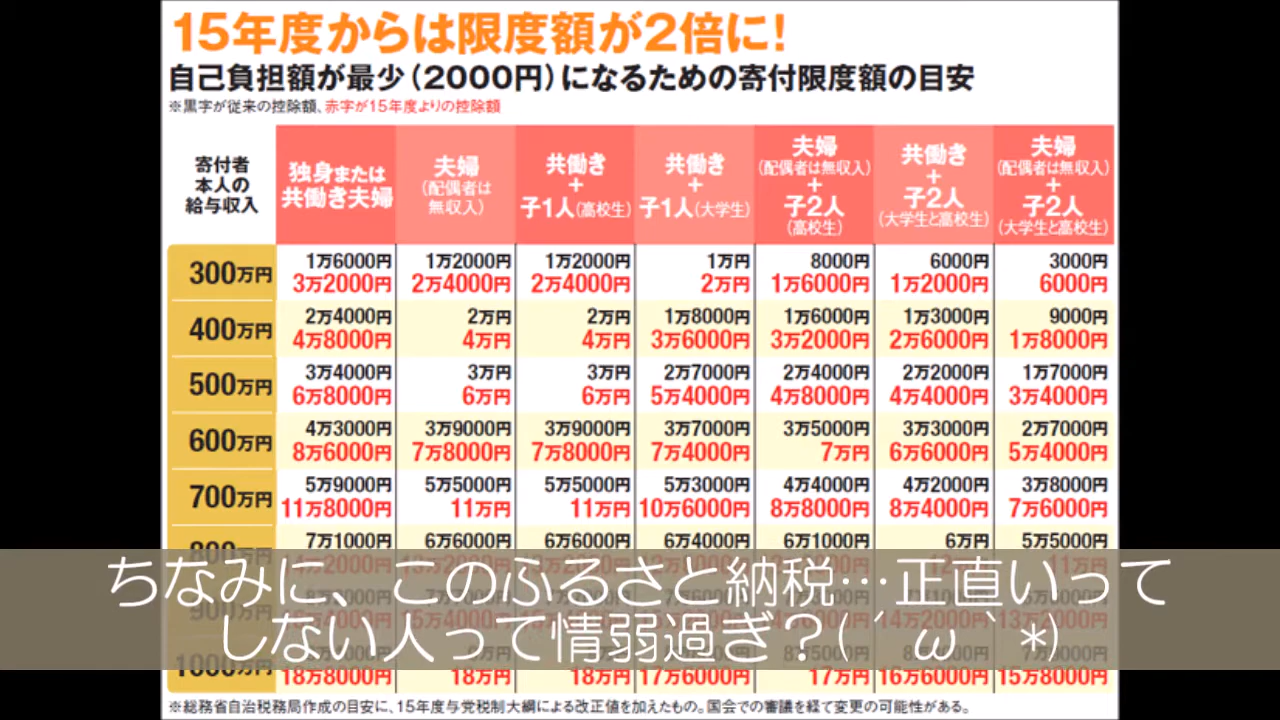 15年度からは限度額が2倍に!
自己負担額が最少(2000円)になるための寄付限度額の目安
※黒字が従来の控除額、赤字が15年度よりの控除額
寄付者
本人の
給与収入
独身または
共働き夫婦
夫婦
(配偶者は
無収入)
共働き
+
子1人(高校生)
共働き
+
子1人(大学生)
夫婦
(配偶者は無収入)
+
子2人
(高校生)
共働き
+
子2人
(大学生と高校生)
夫婦
(配偶者は無収入)
+
子2人
(大学生と高校生)
300万円 1万6000円 1万2000円 1万2000円 1万円 8000円 6000円 3000円
3万2000円 2万4000円 2万4000円 2万円 1万6000円 1万2000円 6000円
400万円 2万4000円 2万円 2万円 1万8000円 1万6000円 1万3000円 9000円
4万8000円 4万円 4万円 3万6000円 3万2000円 2万6000円 1万8000円
500万円 3万4000円 3万円 3万円 2万7000円 2万4000円 2万2000円 1万7000円
6万8000円 6万円 6万円 5万4000円 4万8000円 4万4000円 3万4000円
600万円 4万3000円 3万9000円 3万9000円 3万7000円 3万5000円 3万3000円 2万7000円
8万6000円 7万8000円 7万8000円 7万4000円 7万円 6万6000円 5万4000円
700万円 5万9000円 5万5000円 5万5000円 5万3000円 4万4000円 4万2000円 3万8000円
11万8000円 11万円 11万円 10万6000円 8万8000円 8万4000円 7万6000円
800万円 7万1000円 6万6000円 6万6000円 6万4000円 6万1000円 6万円 5万5000円
ちなみに、このふるさと納税…正直いって
しない人って情弱過ぎ?(´ω`*)
1000万円
18万8000円 18万円 18万円 17万6000円 17万円 16万6000円 15万8000円
※総務省自治税務局作成の目安に、15年度与党税制大綱による改正値を加えたもの。国会での審議を経て変更の可能性がある。